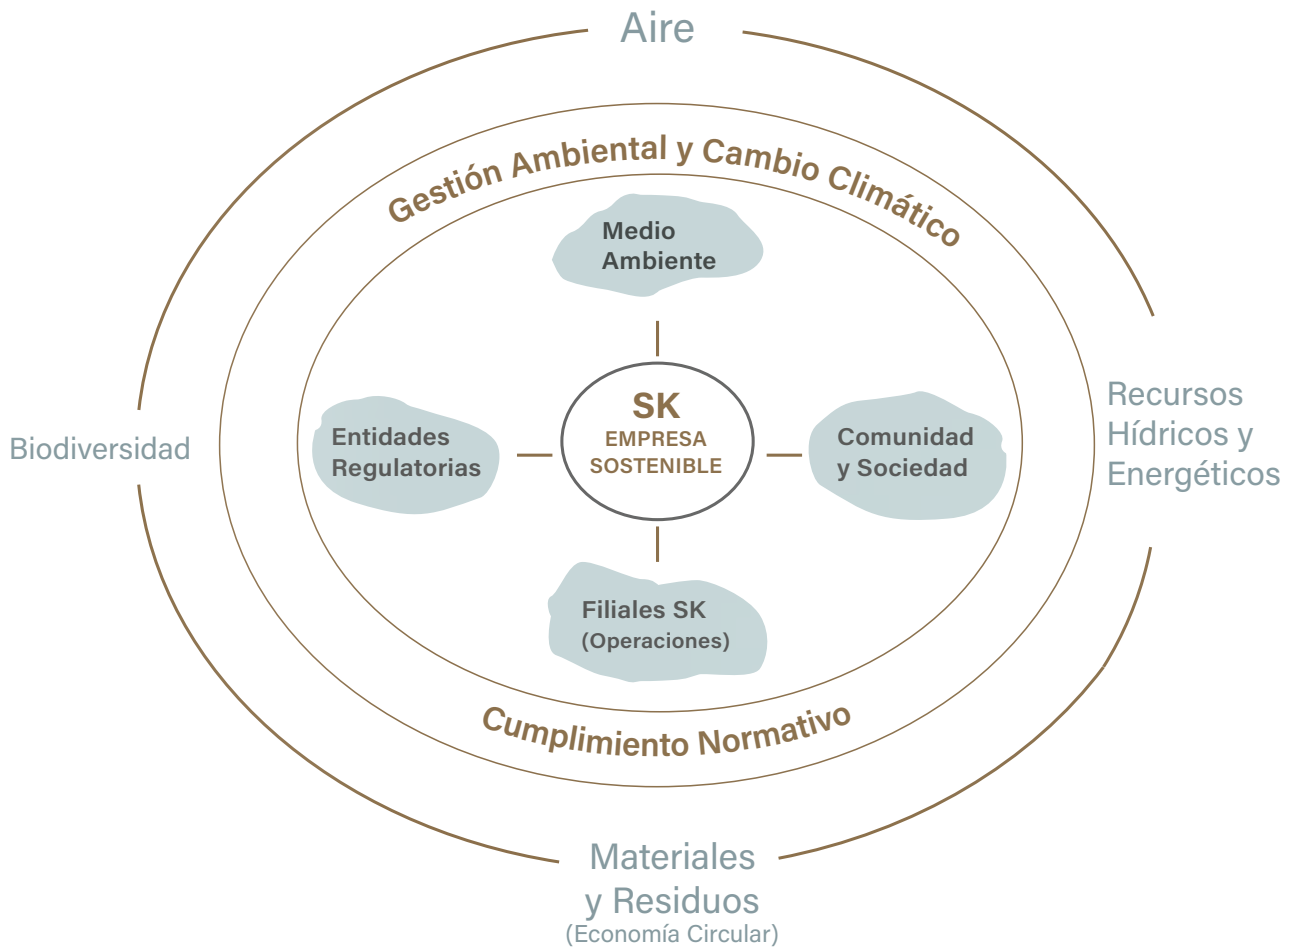 Aire
Gestión Ambiental y Cambio Climático
Medio
Ambiente
Biodiversidad
Entidades
Regulatorias
SK
EMPRESA
SOSTENIBLE
Comunidad
y Sociedad
Recursos
Hídricos y
Energéticos
Filiales SK
(Operaciones)
Cumplimiento Normativo
Materiales
y Residuos
(Economía Circular)